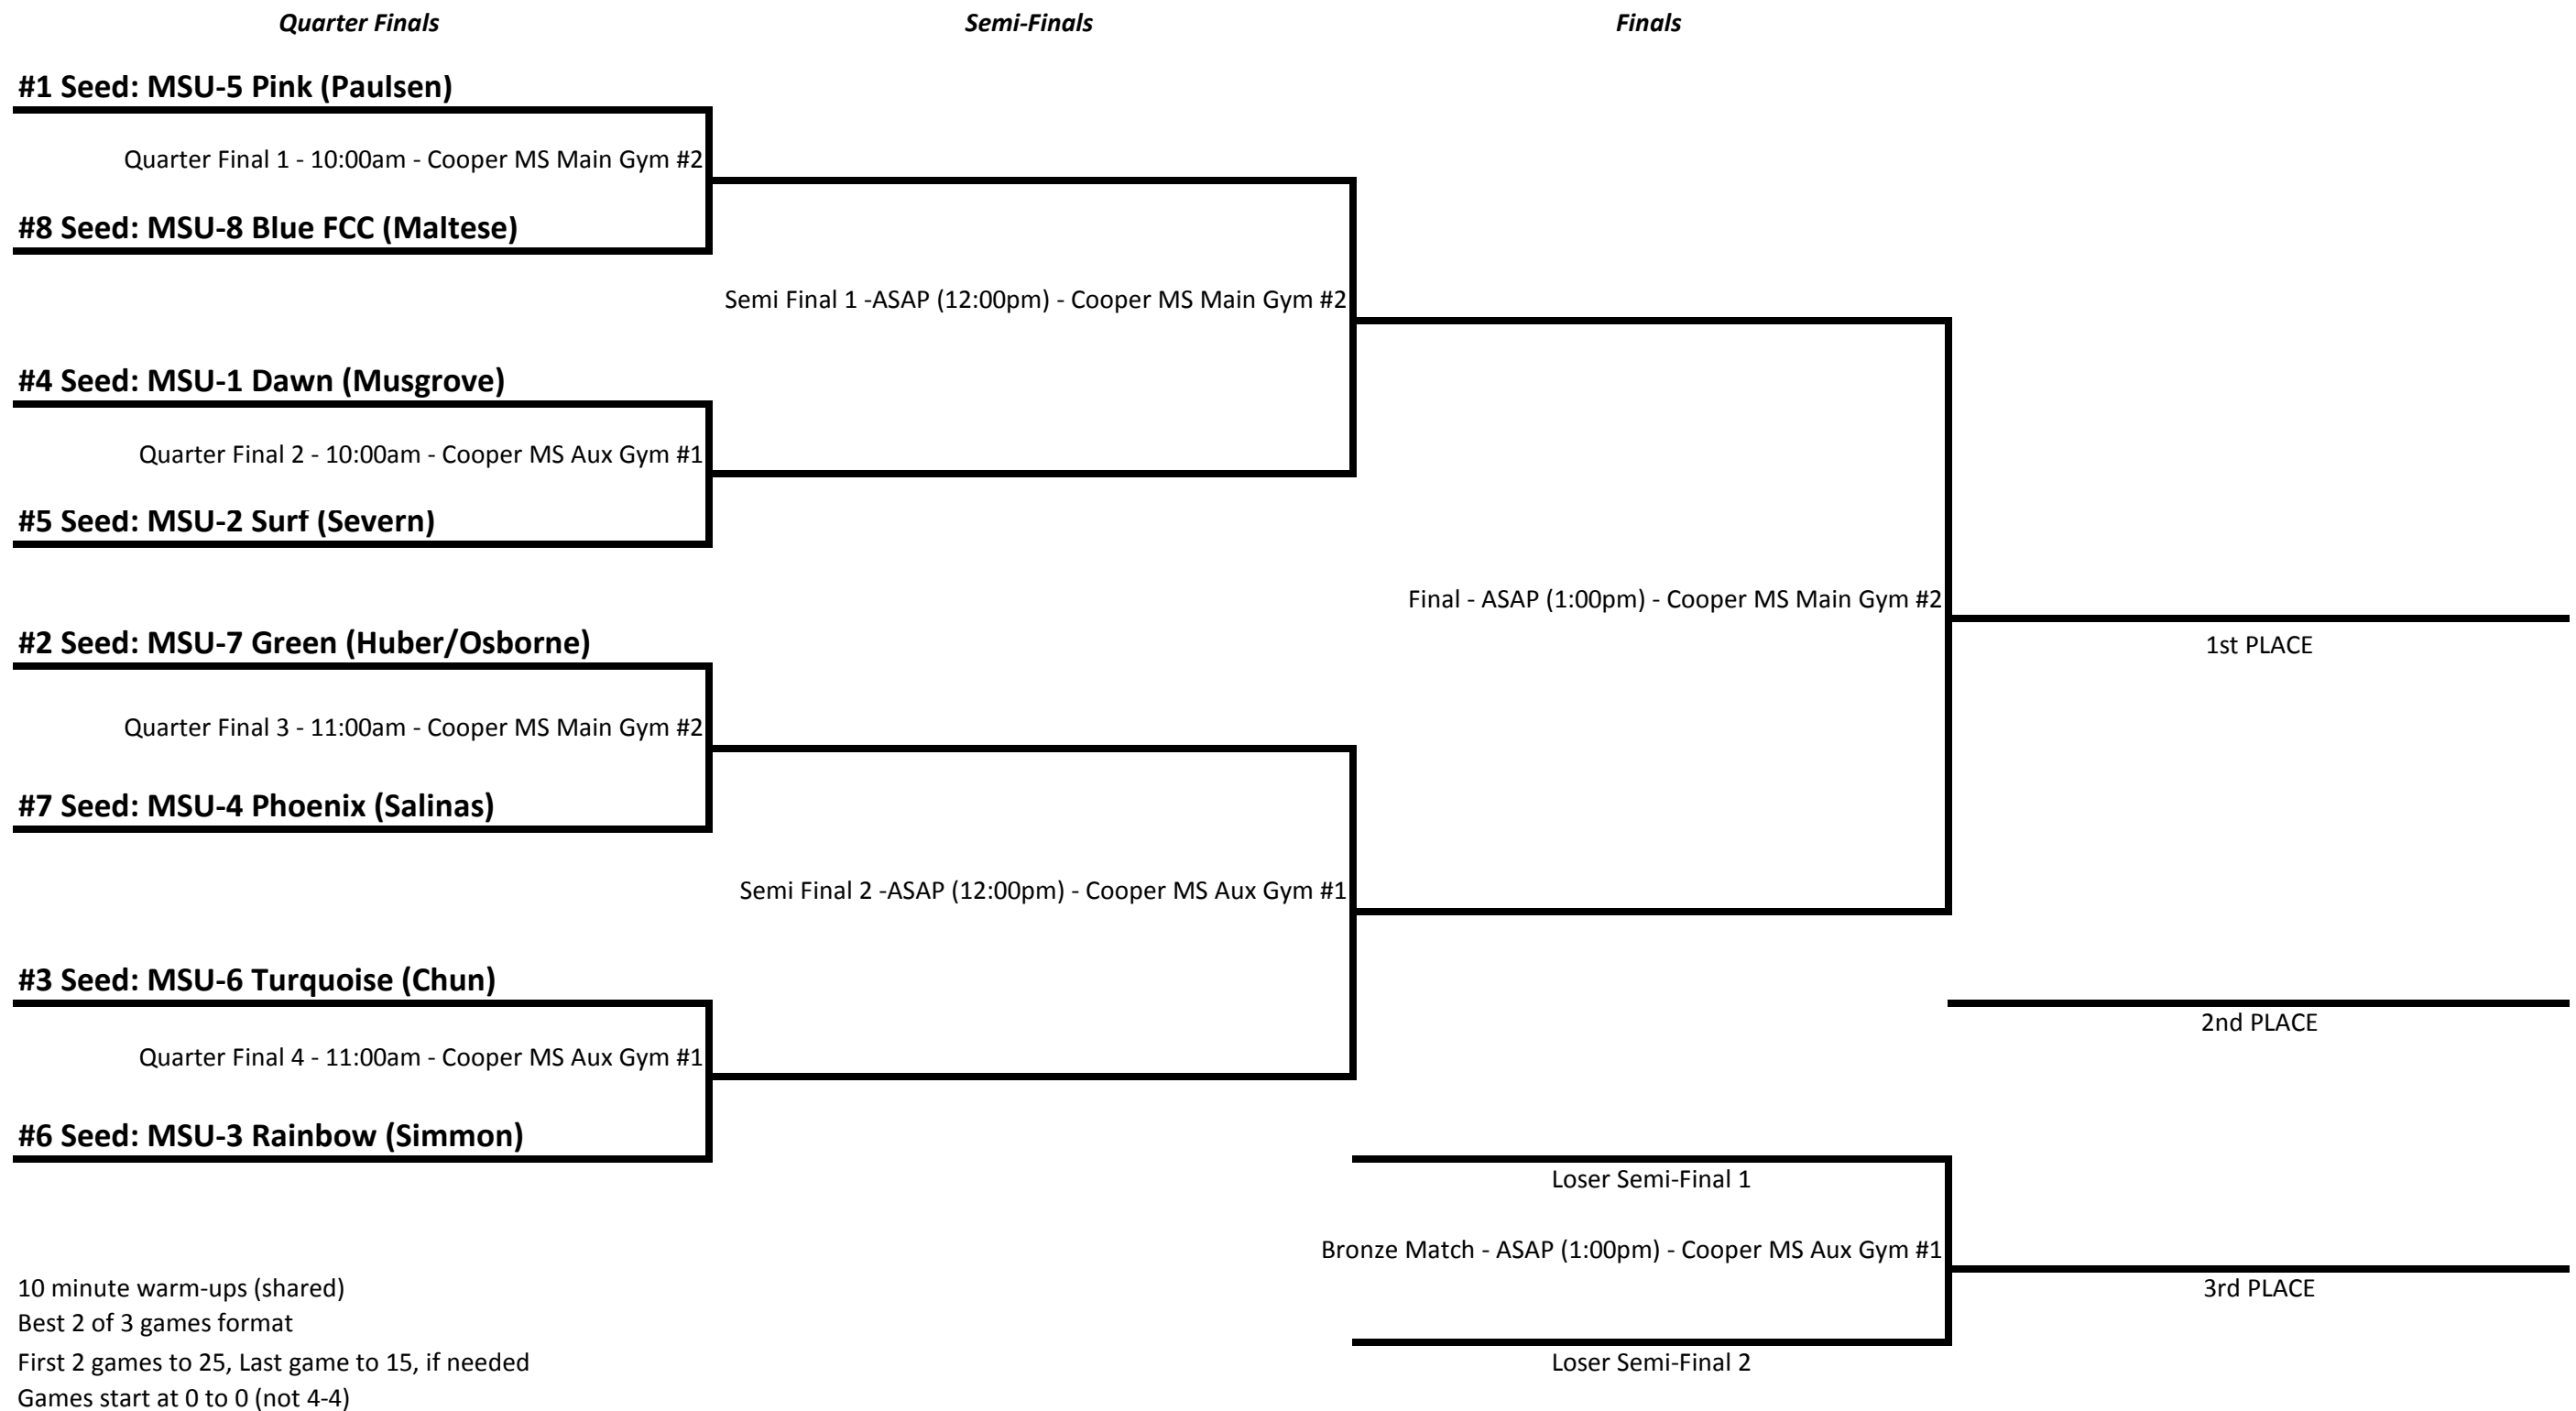 Quarter Finals
Semi-Finals
Finals
#1 Seed: MSU-5 Pink (Paulsen)
Quarter Final 1 - 10:00am - Cooper MS Main Gym #2
#8 Seed: MSU-8 Blue FCC (Maltese)
Semi Final 1 -ASAP (12:00pm) - Cooper MS Main Gym #2
#4 Seed: MSU-1 Dawn (Musgrove)
Quarter Final 2 - 10:00am - Cooper MS Aux Gym #1
#5 Seed: MSU-2 Surf (Severn)
Final - ASAP (1:00pm) - Cooper MS Main Gym #2
#2 Seed: MSU-7 Green (Huber/Osborne)
1st PLACE
Quarter Final 3 - 11:00am - Cooper MS Main Gym #2
#7 Seed: MSU-4 Phoenix (Salinas)
Semi Final 2 -ASAP (12:00pm) - Cooper MS Aux Gym #1
#3 Seed: MSU-6 Turquoise (Chun)
2nd PLACE
Quarter Final 4 - 11:00am - Cooper MS Aux Gym #1
#6 Seed: MSU-3 Rainbow (Simmon)
Loser Semi-Final 1
Bronze Match - ASAP (1:00pm) - Cooper MS Aux Gym #1
3rd PLACE
Loser Semi-Final 2
10 minute warm-ups (shared)
Best 2 of 3 games format
First 2 games to 25, Last game to 15, if needed
Games start at 0 to 0 (not 4-4)